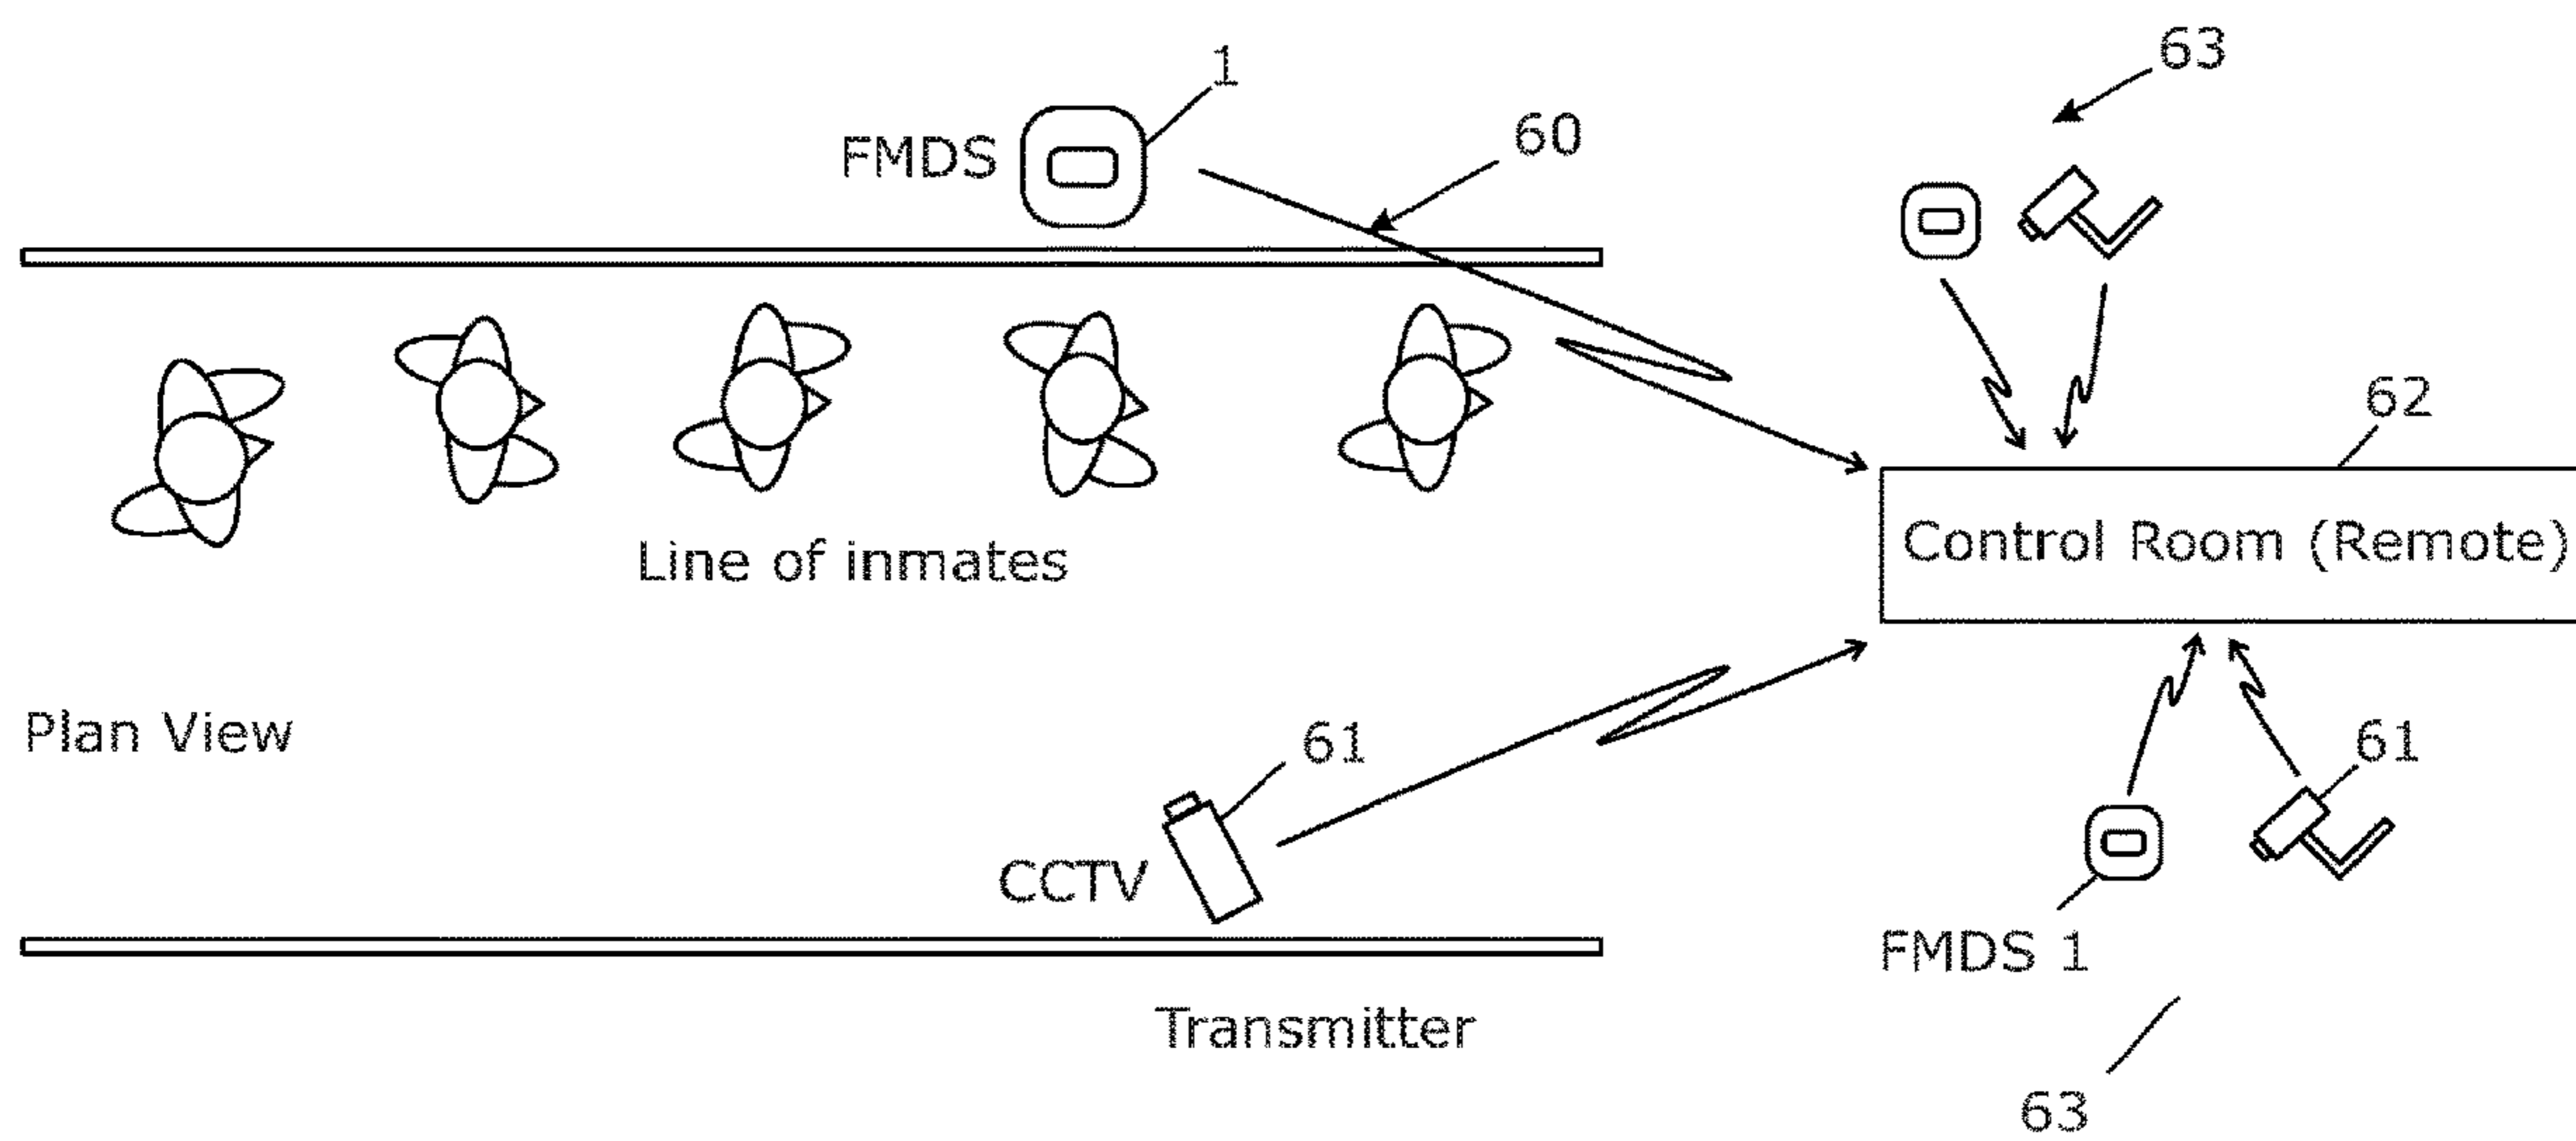 63
1
FMDS
60
62
Control Room (Remote)
Line of inmates
Plan View
61
61
CCTV
FMDS 1
Transmitter
63